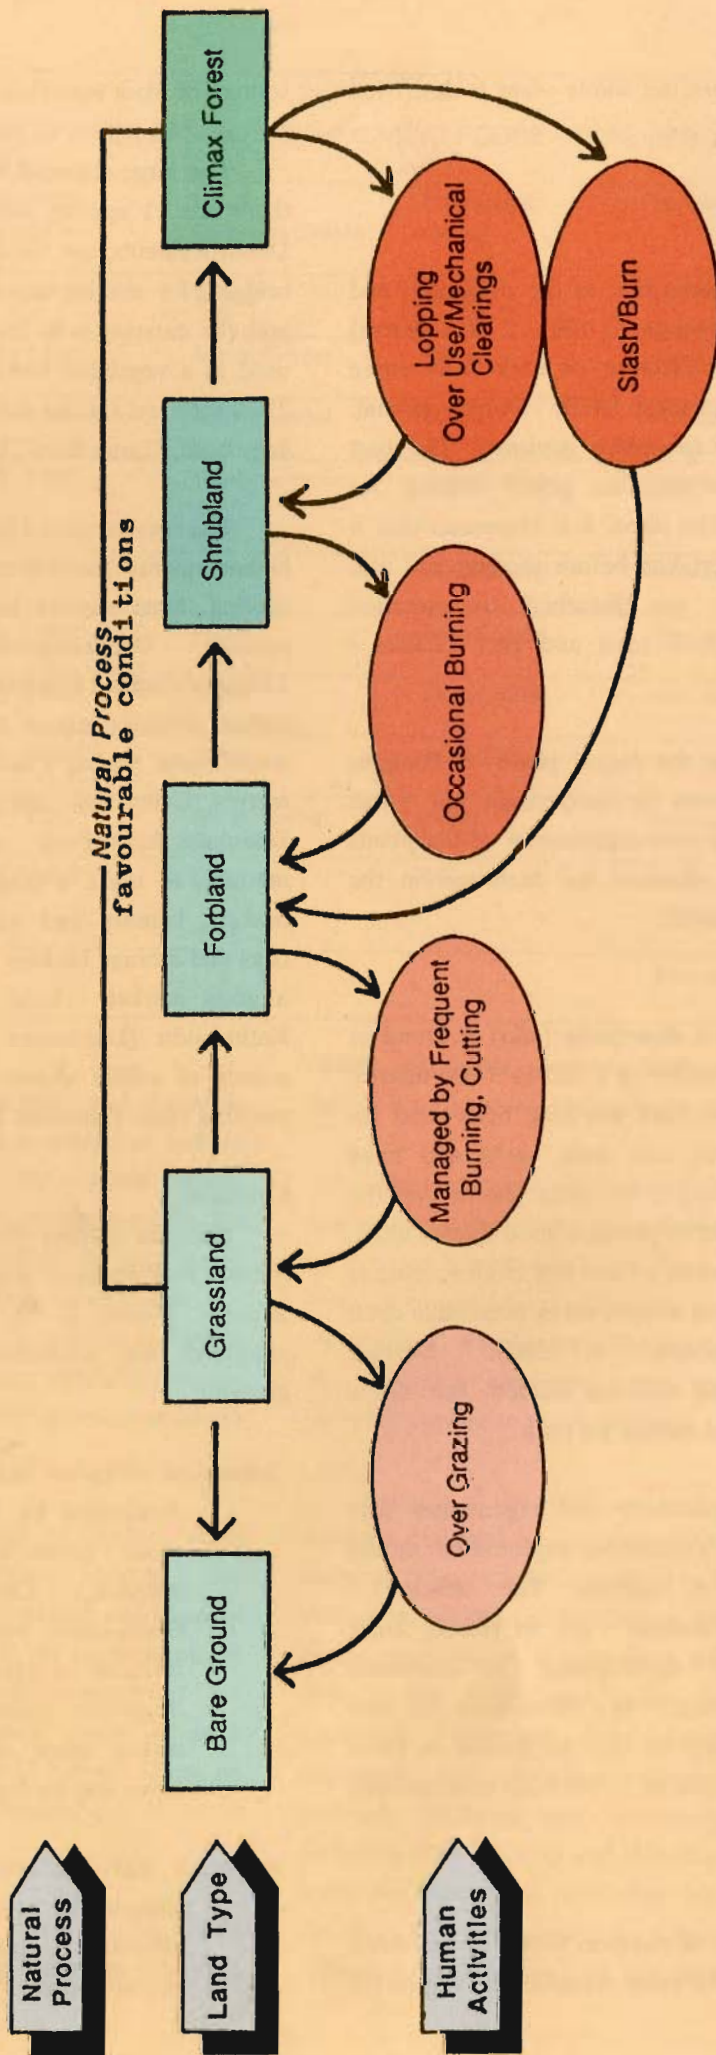 Natural
Process
Natural Process
favourable conditions
Land Type
Bare Ground
Grassland
Forbland
Shrubland
Climax Forest
Human
Activities
Over Grazing
Managed by Frequent
Burning, Cutting
Occasional Burning
Lopping
Over Use/Mechanical
Clearings
Slash/Burn